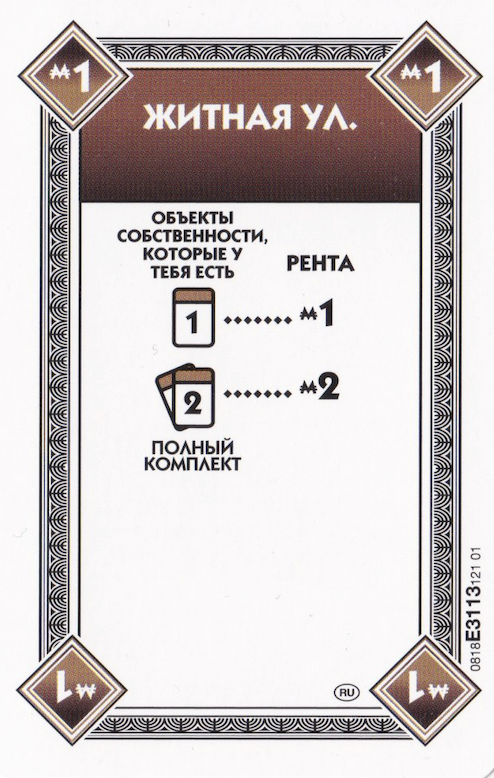 ₩1
₩1
ЖИТНАЯ УЛ.
ОБЪЕКТЫ
СОБСТВЕННОСТИ,
КОТОРЫЕ У
ТЕБЯ ЕСТЬ
РЕНТА
1 ....... ₩1
2 ....... ₩2
ПОЛНЫЙ
КОМПЛЕКТ
0818E3113121 01
RU
₩1
₩1